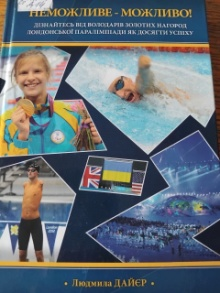 НЕМОЖЛИВЕ - МОЖЛИВО!
ДІЗНАЙТЕСЬ ВІД ВОЛОДАРІВ ЗОЛОТИХ НАГОРОД
ЛОНДОНСЬКОЇ ПАРАЛІМПІАДИ ЯК ДОСЯГТИ УСПІХУ
• Людмила ДАЙЄР •